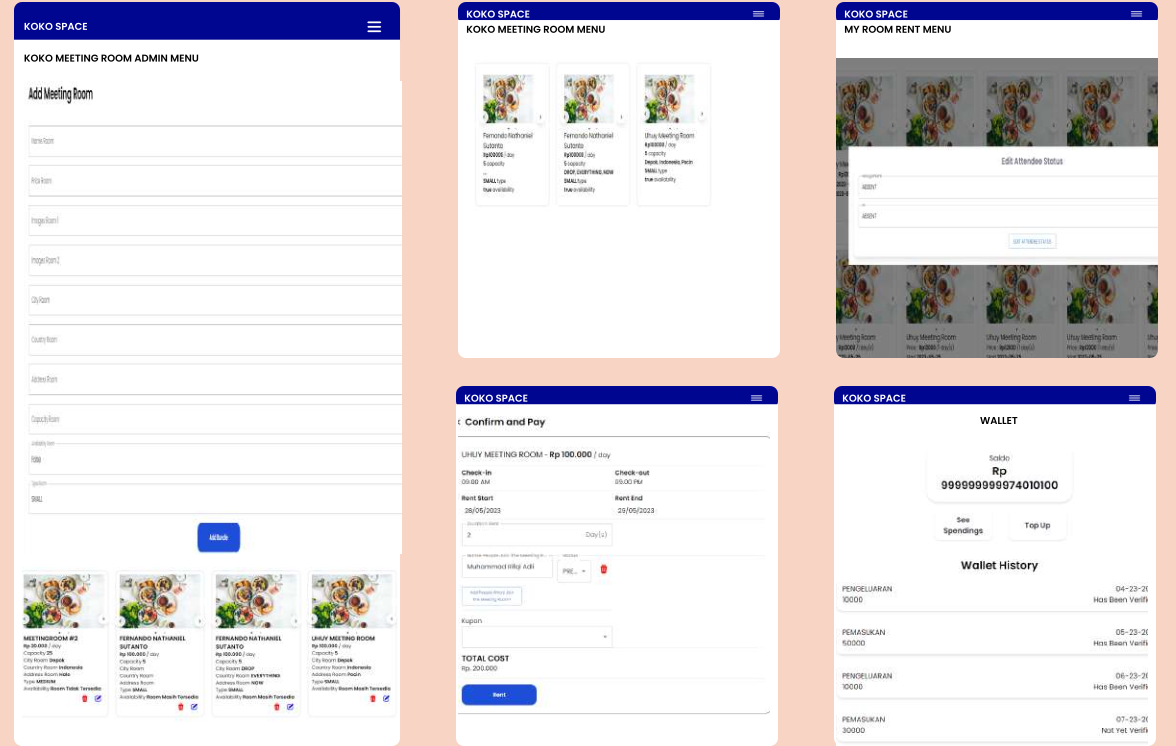 KOKO SPACE
KOKO MEETING ROOM ADMIN MENU
Add Meeting Room
Name Room
Price Room
Images Room 1
Images Room 2
City Room
Country Room
Address Room
Capacity Room
False
SMALL
Add Bundle
MEETINGROOM #2
Rp 30.000 / day
Capacity 25
City Room Depok
Country Room Indonesia
Address Room Halo
Type MEDIUM
Availability Room Tidak Tersedia
FERNANDO NATHANIEL
SUTANTO
Rp 100.000 / day
Capacity 5
City Room
Country Room
Address Room
Type SMALL
Availability Room Masih Tersedia
FERNANDO NATHANIEL
SUTANTO
Rp 100.000 / day
Capacity 5
City Room DROP
Country Room EVERYTHING
Address Room NOW
Type SMALL
Availability Room Masih Tersedia
UHUY MEETING ROOM
Rp 100.000 / day
Capacity 5
City Room Depok
Country Room Indonesia
Address Room Pocin
Type SMALL
Availability Room Masih Tersedia
KOKO SPACE
KOKO MEETING ROOM MENU
Fernando Nathaniel
Sutanto
Rp100000 / day
5 capacity
...
SMALL type
true availability
Fernando Nathaniel
Sutanto
Rp100000 / day
5 capacity
DROP, EVERYTHING, NOW
SMALL type
true availability
Uhuy Meeting Room
Rp100000 / day
5 capacity
Depok, Indonesia, Pocin
SMALL type
true availability
KOKO SPACE
MY ROOM RENT MENU
Edit Attendee Status
ABSENT
ABSENT
EDIT ATTENDEE STATUS
Uhuy Meeting Room
Uhuy Meeting Room
Uhuy Meeting Room
KOKO SPACE
Confirm and Pay
UHUY MEETING ROOM - Rp 100.000 / day
Check-in
09:00 AM
Check-out
09:00 PM
Rent Start
28/05/2023
Rent End
29/05/2023
Duration Rent
2
Day(s)
Muhammad Rifqi Adli
PRE...
Kupon
TOTAL COST
Rp. 200.000
Rent
KOKO SPACE
WALLET
Saldo
Rp
999999999974010100
See
Spendings
Top Up
Wallet History
PENGELUARAN
10000
04-23-20
Has Been Verifi
PEMASUKAN
50000
05-23-20
Has Been Verifi
PENGELUARAN
10000
06-23-20
Has Been Verifi
PEMASUKAN
30000
07-23-20
Not Yet Verifi